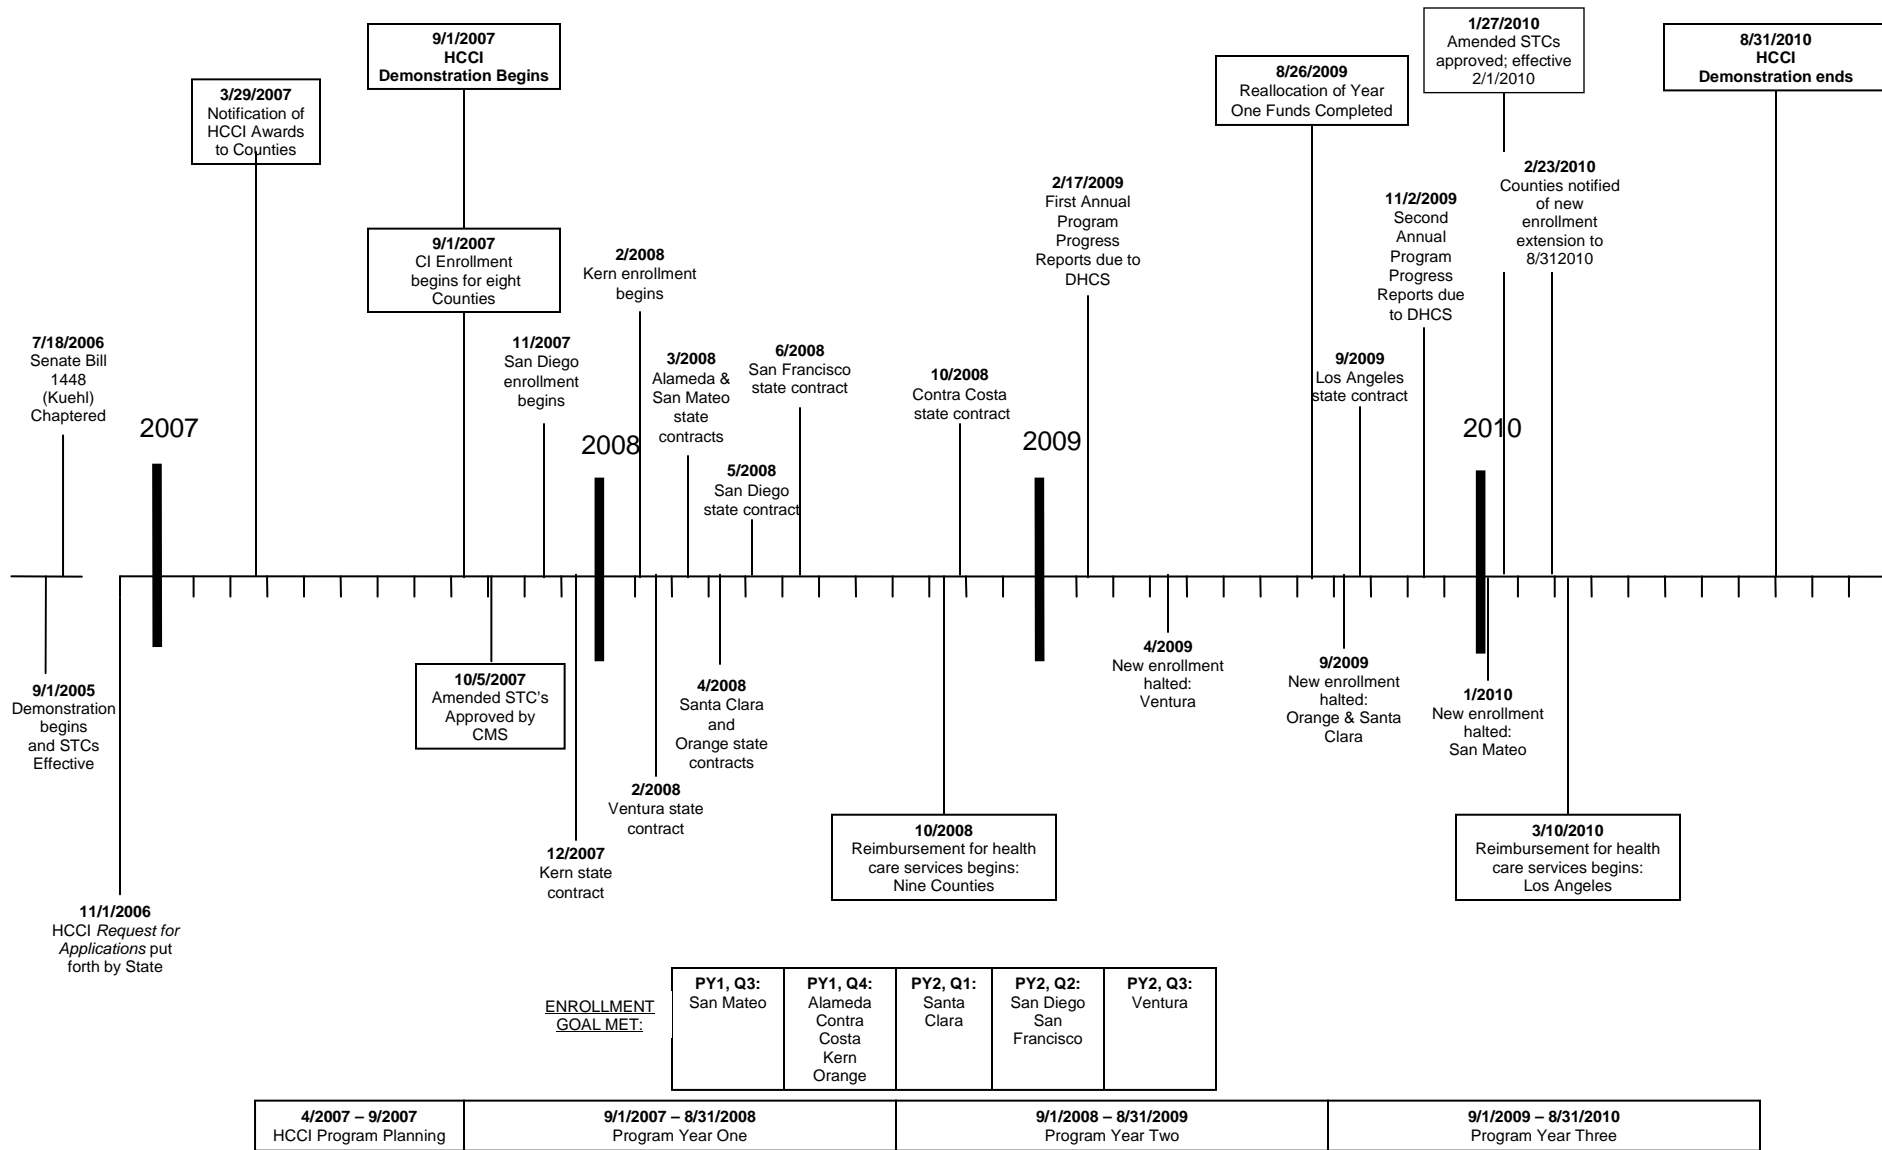 9/1/2007
HCCI
Demonstration Begins
3/29/2007
Notification of
HCCI Awards
to Counties
9/1/2007
CI Enrollment
begins for eight
Counties
1/27/2010
Amended STCs
approved; effective
2/1/2010
8/31/2010
HCCI
Demonstration ends
8/26/2009
Reallocation of Year
One Funds Completed
2/23/2010
Counties notified
of new
enrollment
extension to
8/312010
2/17/2009
First Annual
Program
Progress
Reports due to
DHCS
11/2/2009
Second
Annual
Program
Progress
Reports due
to DHCS
2/2008
Kern enrollment
begins
7/18/2006
Senate Bill
1448
(Kuehl)
Chaptered
11/2007
San Diego
enrollment
begins
3/2008
Alameda &
San Mateo
state
contracts
6/2008
San Francisco
state contract
10/2008
Contra Costa
state contract
9/2009
Los Angeles
state contract
5/2008
San Diego
state contract
2007
2008
2009
2010
9/1/2005
Demonstration
begins
and STCs
Effective
11/1/2006
HCCI Request for
Applications put
forth by State
10/5/2007
Amended STC's
Approved by
CMS
12/2007
Kern state
contract
2/2008
Ventura state
contract
4/2008
Santa Clara
and
Orange state
contracts
10/2008
Reimbursement for health
care services begins:
Nine Counties
4/2009
New enrollment
halted:
Ventura
9/2009
New enrollment
halted:
Orange & Santa
Clara
1/2010
New enrollment
halted:
San Mateo
3/10/2010
Reimbursement for health
care services begins:
Los Angeles
ENROLLMENT
GOAL MET:
PY1, Q3:
San Mateo
PY1, Q4:
Alameda
Contra
Costa
Kern
Orange
PY2, Q1:
Santa
Clara
PY2, Q2:
San Diego
San
Francisco
PY2, Q3:
Ventura
4/2007 – 9/2007
HCCI Program Planning
9/1/2007 – 8/31/2008
Program Year One
9/1/2008 – 8/31/2009
Program Year Two
9/1/2009 – 8/31/2010
Program Year Three